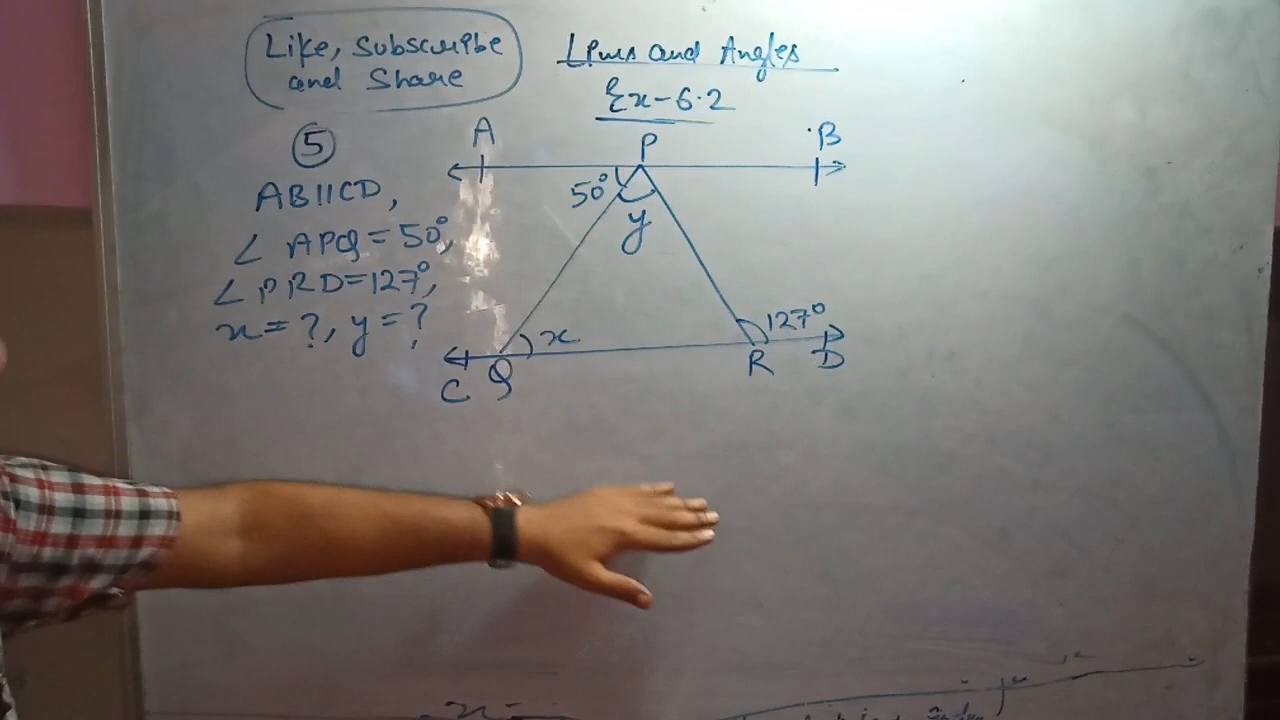 Like, Subscribe
and Share
Lines and Angles
Ex-6.2
5
AB||CD,
∠ APQ = 50°,
∠ PRD = 127°,
x = ?, y = ?
A
P
B
50°
y
x
127°
C
Q
R
D